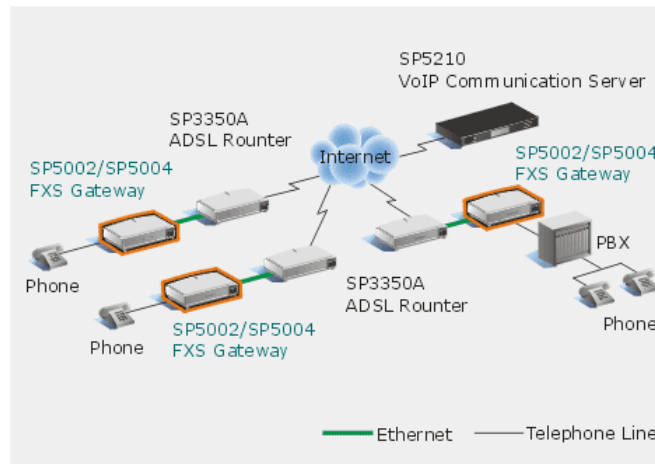 SP5210
VoIP Communication Server
SP3350A
ADSL Rounter
Internet
SP5002/SP5004
FXS Gateway
SP5002/SP5004
FXS Gateway
PBX
Phone
SP3350A
ADSL Rounter
Phone
SP5002/SP5004
FXS Gateway
Phone
Ethernet
Telephone Line